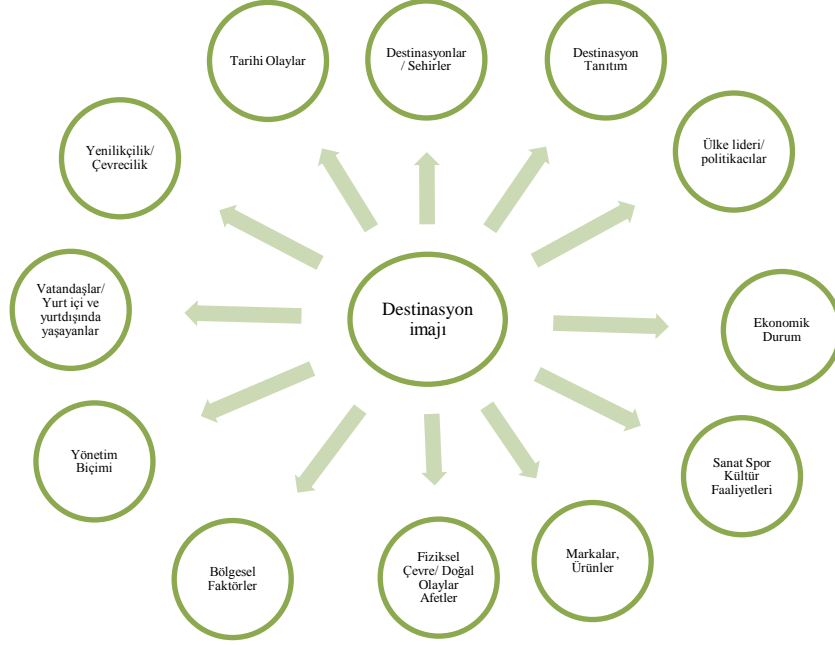 Tarihi Olaylar
Destinasyonlar
/ Sehirler
Destinasyon
Tanıtım
Yenilikçilik/
Çevrecilik
Ülke lideri/
politikacılar
Vatandaşlar/
Yurt içi ve
yurtdışında
yaşayanlar
Destinasyon
imajı
Ekonomik
Durum
Yönetim
Biçimi
Sanat Spor
Kültür
Faaliyetleri
Bölgesel
Faktörler
Fiziksel
Çevre/ Doğal
Olaylar
Afetler
Markalar,
Ürünler